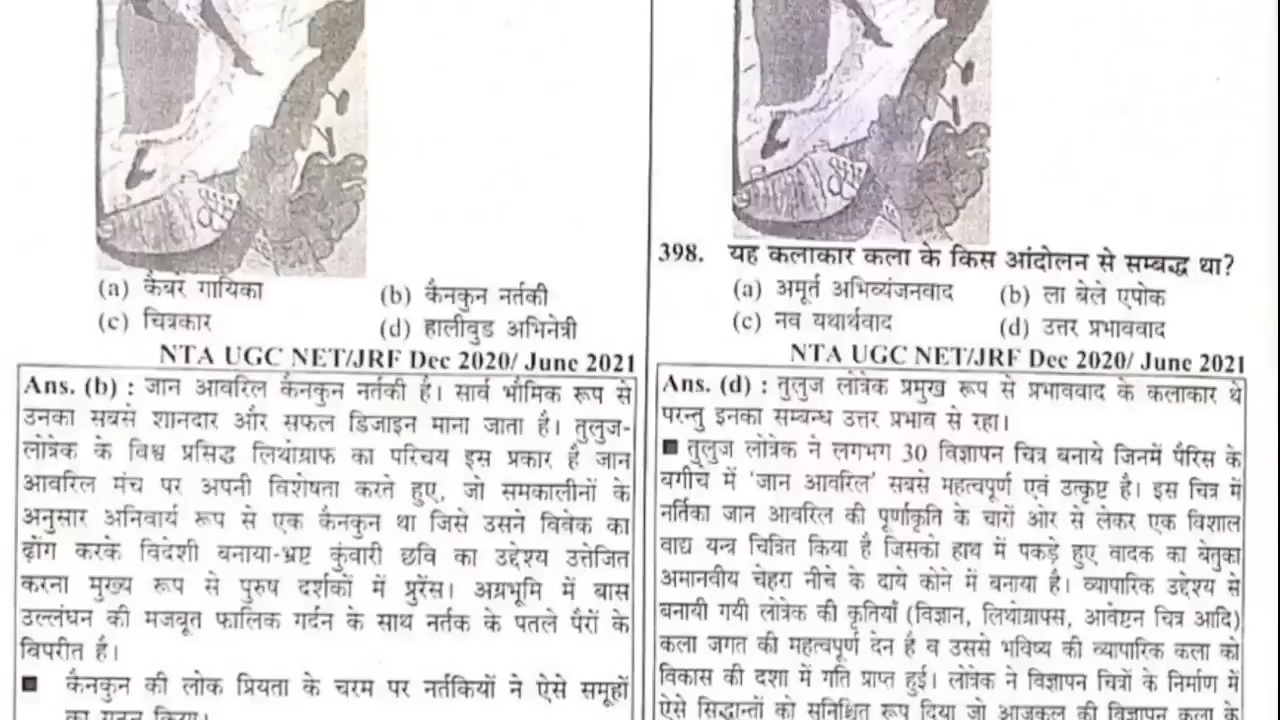 (a) कैबरे गायिका
(b) कैनकुन नर्तकी
(c) चित्रकार
(d) हालीवुड अभिनेत्री
NTA UGC NET/JRF Dec 2020/ June 2021
Ans. (b) : जान आवरिल कैनकुन नर्तकी है। सार्व भौमिक रूप से
उनका सबसे शानदार और सफल डिजाइन माना जाता है। तुलुज-
लोत्रेक के विश्व प्रसिद्ध लिथोग्राफ का परिचय इस प्रकार है जान
आवरिल मंच पर अपनी विशेषता करते हुए, जो समकालीनों के
अनुसार अनिवार्य रूप से एक कैनकुन था जिसे उसने विवेक का
ढ़ोंग करके विदेशी बनाया-भ्रष्ट कुंवारी छवि का उद्देश्य उत्तेजित
करना मुख्य रूप से पुरुष दर्शकों में प्रुरेंस। अग्रभूमि में बास
उल्लंघन की मजबूत फालिक गर्दन के साथ नर्तक के पतले पैरों के
विपरीत है।
■ कैनकुन की लोक प्रियता के चरम पर नर्तकियों ने ऐसे समूहों
का गठन किया।
398. यह कलाकार कला के किस आंदोलन से सम्बद्ध था?
(a) अमूर्त अभिव्यंजनवाद
(b) ला बेले एपोक
(c) नव यथार्थवाद
(d) उत्तर प्रभाववाद
NTA UGC NET/JRF Dec 2020/ June 2021
Ans. (d) : तुलुज लोत्रेक प्रमुख रूप से प्रभाववाद के कलाकार थे
परन्तु इनका सम्बन्ध उत्तर प्रभाव से रहा।
■ तुलुज लोत्रेक ने लगभग 30 विज्ञापन चित्र बनाये जिनमें पैरिस के
बगीचे में 'जान आवरिल' सबसे महत्वपूर्ण एवं उत्कृष्ट है। इस चित्र में
नर्तिका जान आवरिल की पूर्णाकृति के चारों ओर से लेकर एक विशाल
वाद्य यन्त्र चित्रित किया है जिसको हाथ में पकड़े हुए वादक का बेतुका
अमानवीय चेहरा नीचे के दाये कोने में बनाया है। व्यापारिक उद्देश्य से
बनायी गयी लोत्रेक की कृतियाँ (विज्ञान, लिथोग्राफ्स, आवेष्टन चित्र आदि)
कला जगत की महत्वपूर्ण देन है व उससे भविष्य की व्यापारिक कला को
विकास की दशा में गति प्राप्त हुई। लोत्रेक ने विज्ञापन चित्रों के निर्माण में
ऐसे सिद्धान्तों को सुनिश्चित रूप दिया जो आजकल की विज्ञापन कला के